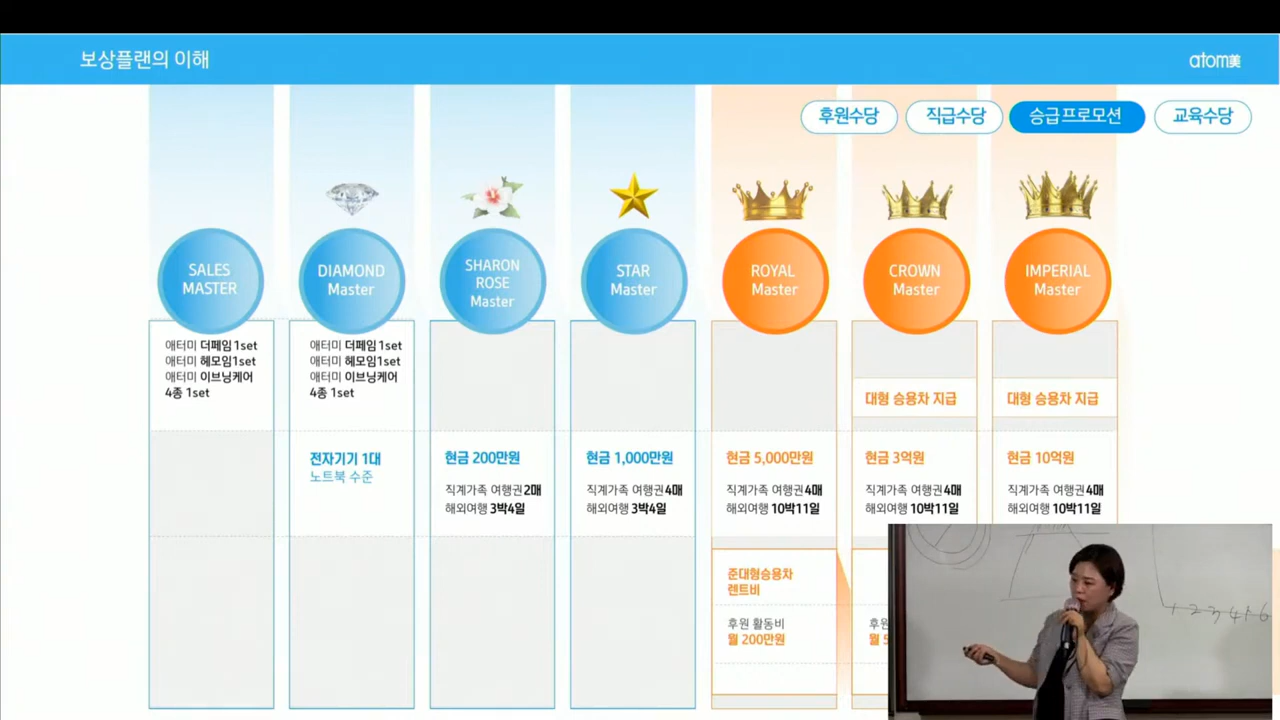 보상플랜의 이해
atom美
후원수당
직급수당
승급프로모션
교육수당
SALES
MASTER
DIAMOND
Master
SHARON
ROSE
Master
STAR
Master
ROYAL
Master
CROWN
Master
IMPERIAL
Master
애터미 더페임 1set
애터미 헤모임1set
애터미 이브닝케어
4종 1set
애터미 더페임 1set
애터미 헤모임1set
애터미 이브닝케어
4종 1set
대형 승용차 지급
대형 승용차 지급
전자기기 1대
노트북 수준
현금 200만원
직계가족 여행권 2매
해외여행 3박4일
현금 1,000만원
직계가족 여행권 4매
해외여행 3박4일
현금 5,000만원
직계가족 여행권 4매
해외여행 10박11일
현금 3억원
직계가족 여행권 4매
해외여행 10박11일
현금 10억원
직계가족 여행권 4매
해외여행 10박11일
준대형승용차
렌트비
후원 활동비
월 200만원
후원
월 5
1 2 3 4 5 6